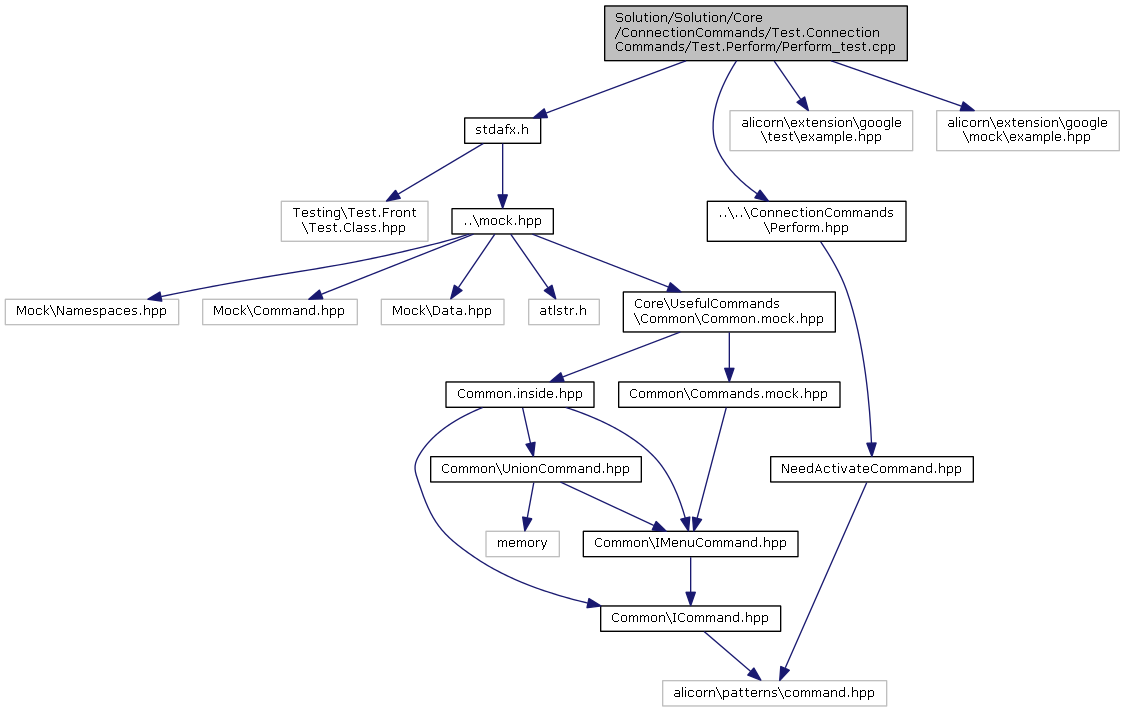 Solution/Solution/Core
/ConnectionCommands/Test.Connection
Commands/Test.Perform/Perform_test.cpp
stdafx.h
alicorn\extension\google
\test\example.hpp
alicorn\extension\google
\mock\example.hpp
Testing\Test.Front
\Test.Class.hpp
..\mock.hpp
..\..\ConnectionCommands
\Perform.hpp
Mock\Namespaces.hpp
Mock\Command.hpp
Mock\Data.hpp
atlstr.h
Core\UsefulCommands
\Common\Common.mock.hpp
Common.inside.hpp
Common\Commands.mock.hpp
Common\UnionCommand.hpp
NeedActivateCommand.hpp
memory
Common\IMenuCommand.hpp
Common\ICommand.hpp
alicorn\patterns\command.hpp